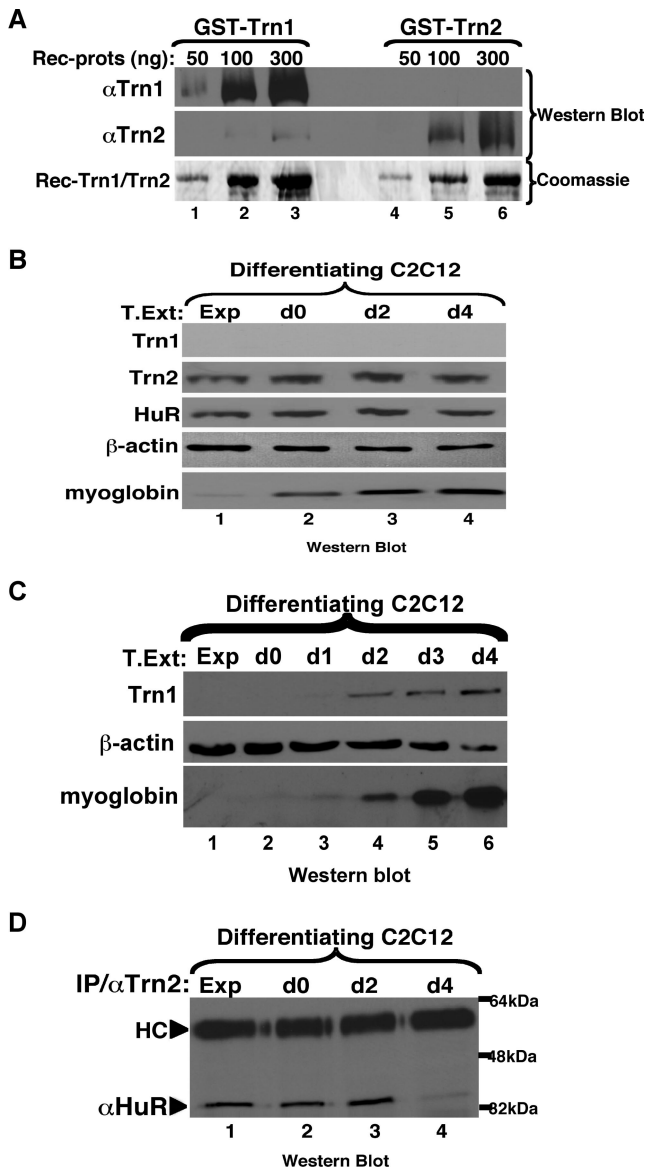 A
GST-Trn1 GST-Trn2
Rec-prots (ng): 50 100 300 50 100 300
αTrn1
αTrn2
Western Blot
Rec-Trn1/Trn2
Coomassie
1 2 3 4 5 6
B
Differentiating C2C12
T.Ext: Exp d0 d2 d4
Trn1
Trn2
HuR
β-actin
myoglobin
1 2 3 4
Western Blot
C
Differentiating C2C12
T.Ext: Exp d0 d1 d2 d3 d4
Trn1
β-actin
myoglobin
1 2 3 4 5 6
Western blot
D
Differentiating C2C12
IP/αTrn2: Exp d0 d2 d4
64kDa
HC
48kDa
αHuR
32kDa
1 2 3 4
Western Blot